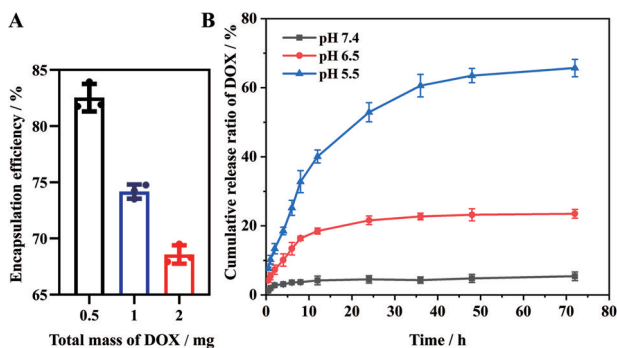 A
Encapsulation efficiency / %
85
80
75
70
65
0.5
1
2
Total mass of DOX / mg
B
Cumulative release ratio of DOX / %
80
60
40
20
0
pH 7.4
pH 6.5
pH 5.5
0 10 20 30 40 50 60 70 80
Time / h